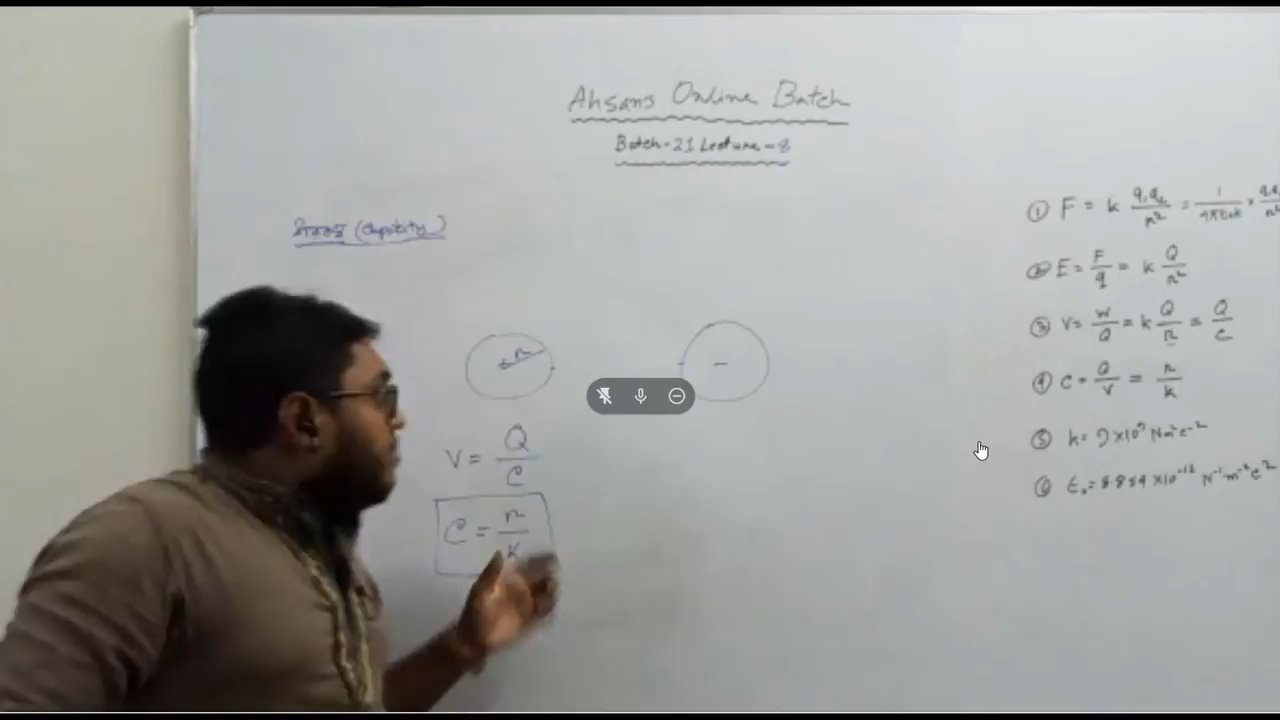 Ahsans Online Batch
Batch-21 Lecture-8
ধারকত্ব (Capacity)
r
V = Q/C
C = r/k
① F = k q₁q₂/r² = 1/4πε₀k ×
② E = F/q = k Q/r²
③ V = W/Q = k Q/r = Q/C
④ C = Q/V = r/k
⑤ k = 9×10⁹ Nm²c⁻²
⑥ ε₀ = 8.854×10⁻¹² N⁻¹m⁻²c²